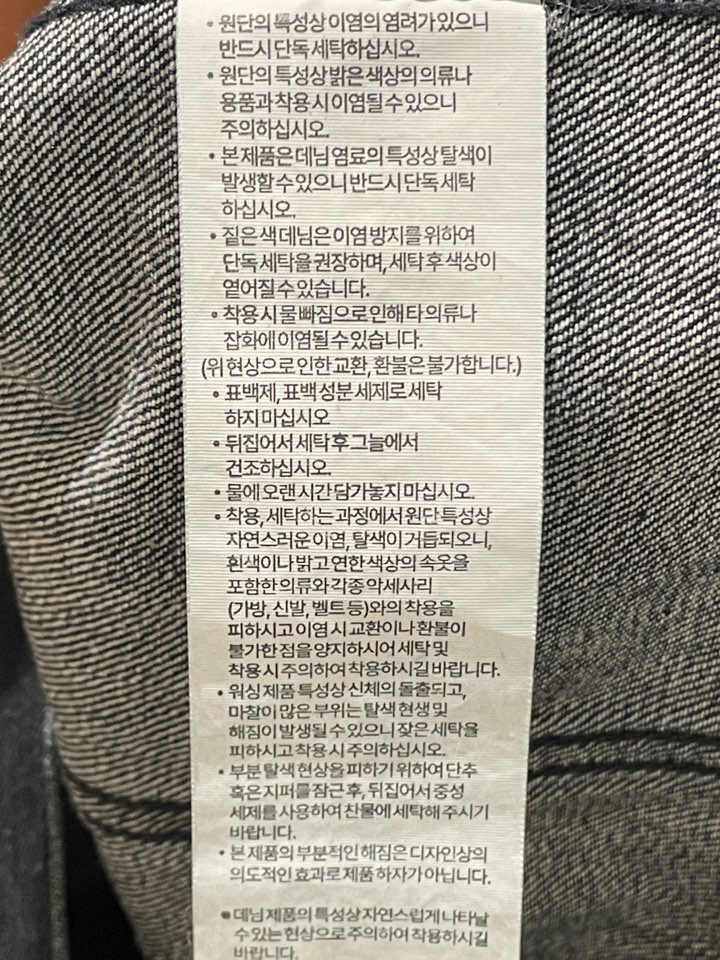 • 원단의 특성상 이염의 염려가 있으니
반드시 단독 세탁하십시오.
• 원단의 특성상 밝은 색상의 의류나
용품과 착용 시 이염될 수 있으니
주의하십시오.
• 본 제품은 데님 염료의 특성상 탈색이
발생할 수 있으니 반드시 단독 세탁
하십시오.
• 짙은 색 데님은 이염 방지를 위하여
단독 세탁을 권장하며, 세탁 후 색상이
옅어질 수 있습니다.
• 착용 시 물 빠짐으로 인해 타 의류나
잡화에 이염될 수 있습니다.
(위 현상으로 인한 교환, 환불은 불가합니다.)
• 표백제, 표백 성분 세제로 세탁
하지 마십시오
• 뒤집어서 세탁 후 그늘에서
건조하십시오.
• 물에 오랜 시간 담가놓지 마십시오.
• 착용, 세탁하는 과정에서 원단 특성상
자연스러운 이염, 탈색이 거듭되오니,
흰색이나 밝고 연한 색상의 속옷을
포함한 의류와 각종 악세사리
(가방, 신발, 벨트 등)와의 착용을
피하시고 이염 시 교환이나 환불이
불가한 점을 양지하시어 세탁 및
착용 시 주의하여 착용하시길 바랍니다.
• 워싱 제품 특성상 신체의 돌출되고,
마찰이 많은 부위는 탈색 현생 및
해짐이 발생될 수 있으니 잦은 세탁을
피하시고 착용 시 주의하십시오.
• 부분 탈색 현상을 피하기 위하여 단추
혹은 지퍼를 잠근 후, 뒤집어서 중성
세제를 사용하여 찬물에 세탁해 주시기
바랍니다.
• 본 제품의 부분적인 해짐은 디자인상의
의도적인 효과로 제품 하자가 아닙니다.
• 데님 제품의 특성상 자연스럽게 나타날
수 있는 현상으로 주의하여 착용하시길
바랍니다.